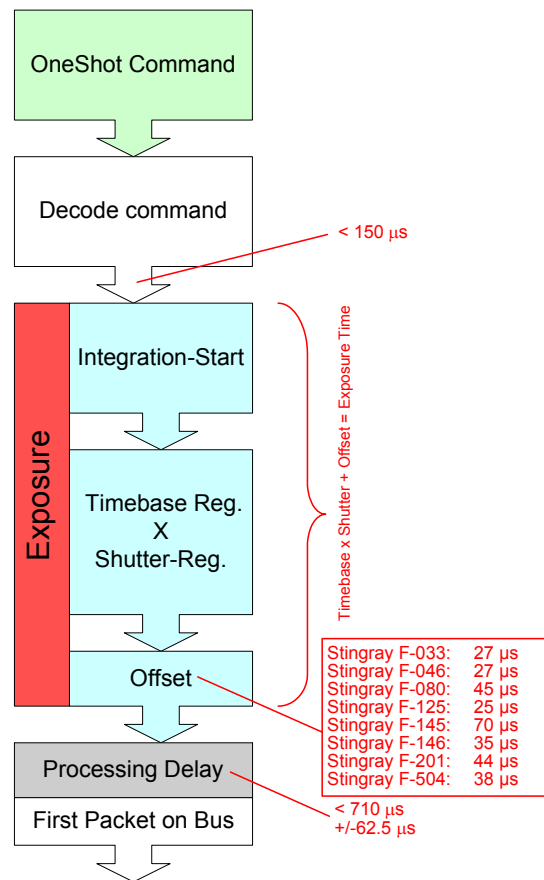 OneShot Command
Decode command
< 150 µs
Exposure
Integration-Start
Timebase Reg.
X
Shutter-Reg.
Timebase x Shutter + Offset = Exposure Time
Offset
Stingray F-033: 27 µs
Stingray F-046: 27 µs
Stingray F-080: 45 µs
Stingray F-125: 25 µs
Stingray F-145: 70 µs
Stingray F-146: 35 µs
Stingray F-201: 44 µs
Stingray F-504: 38 µs
Processing Delay
< 710 µs
+/-62.5 µs
First Packet on Bus